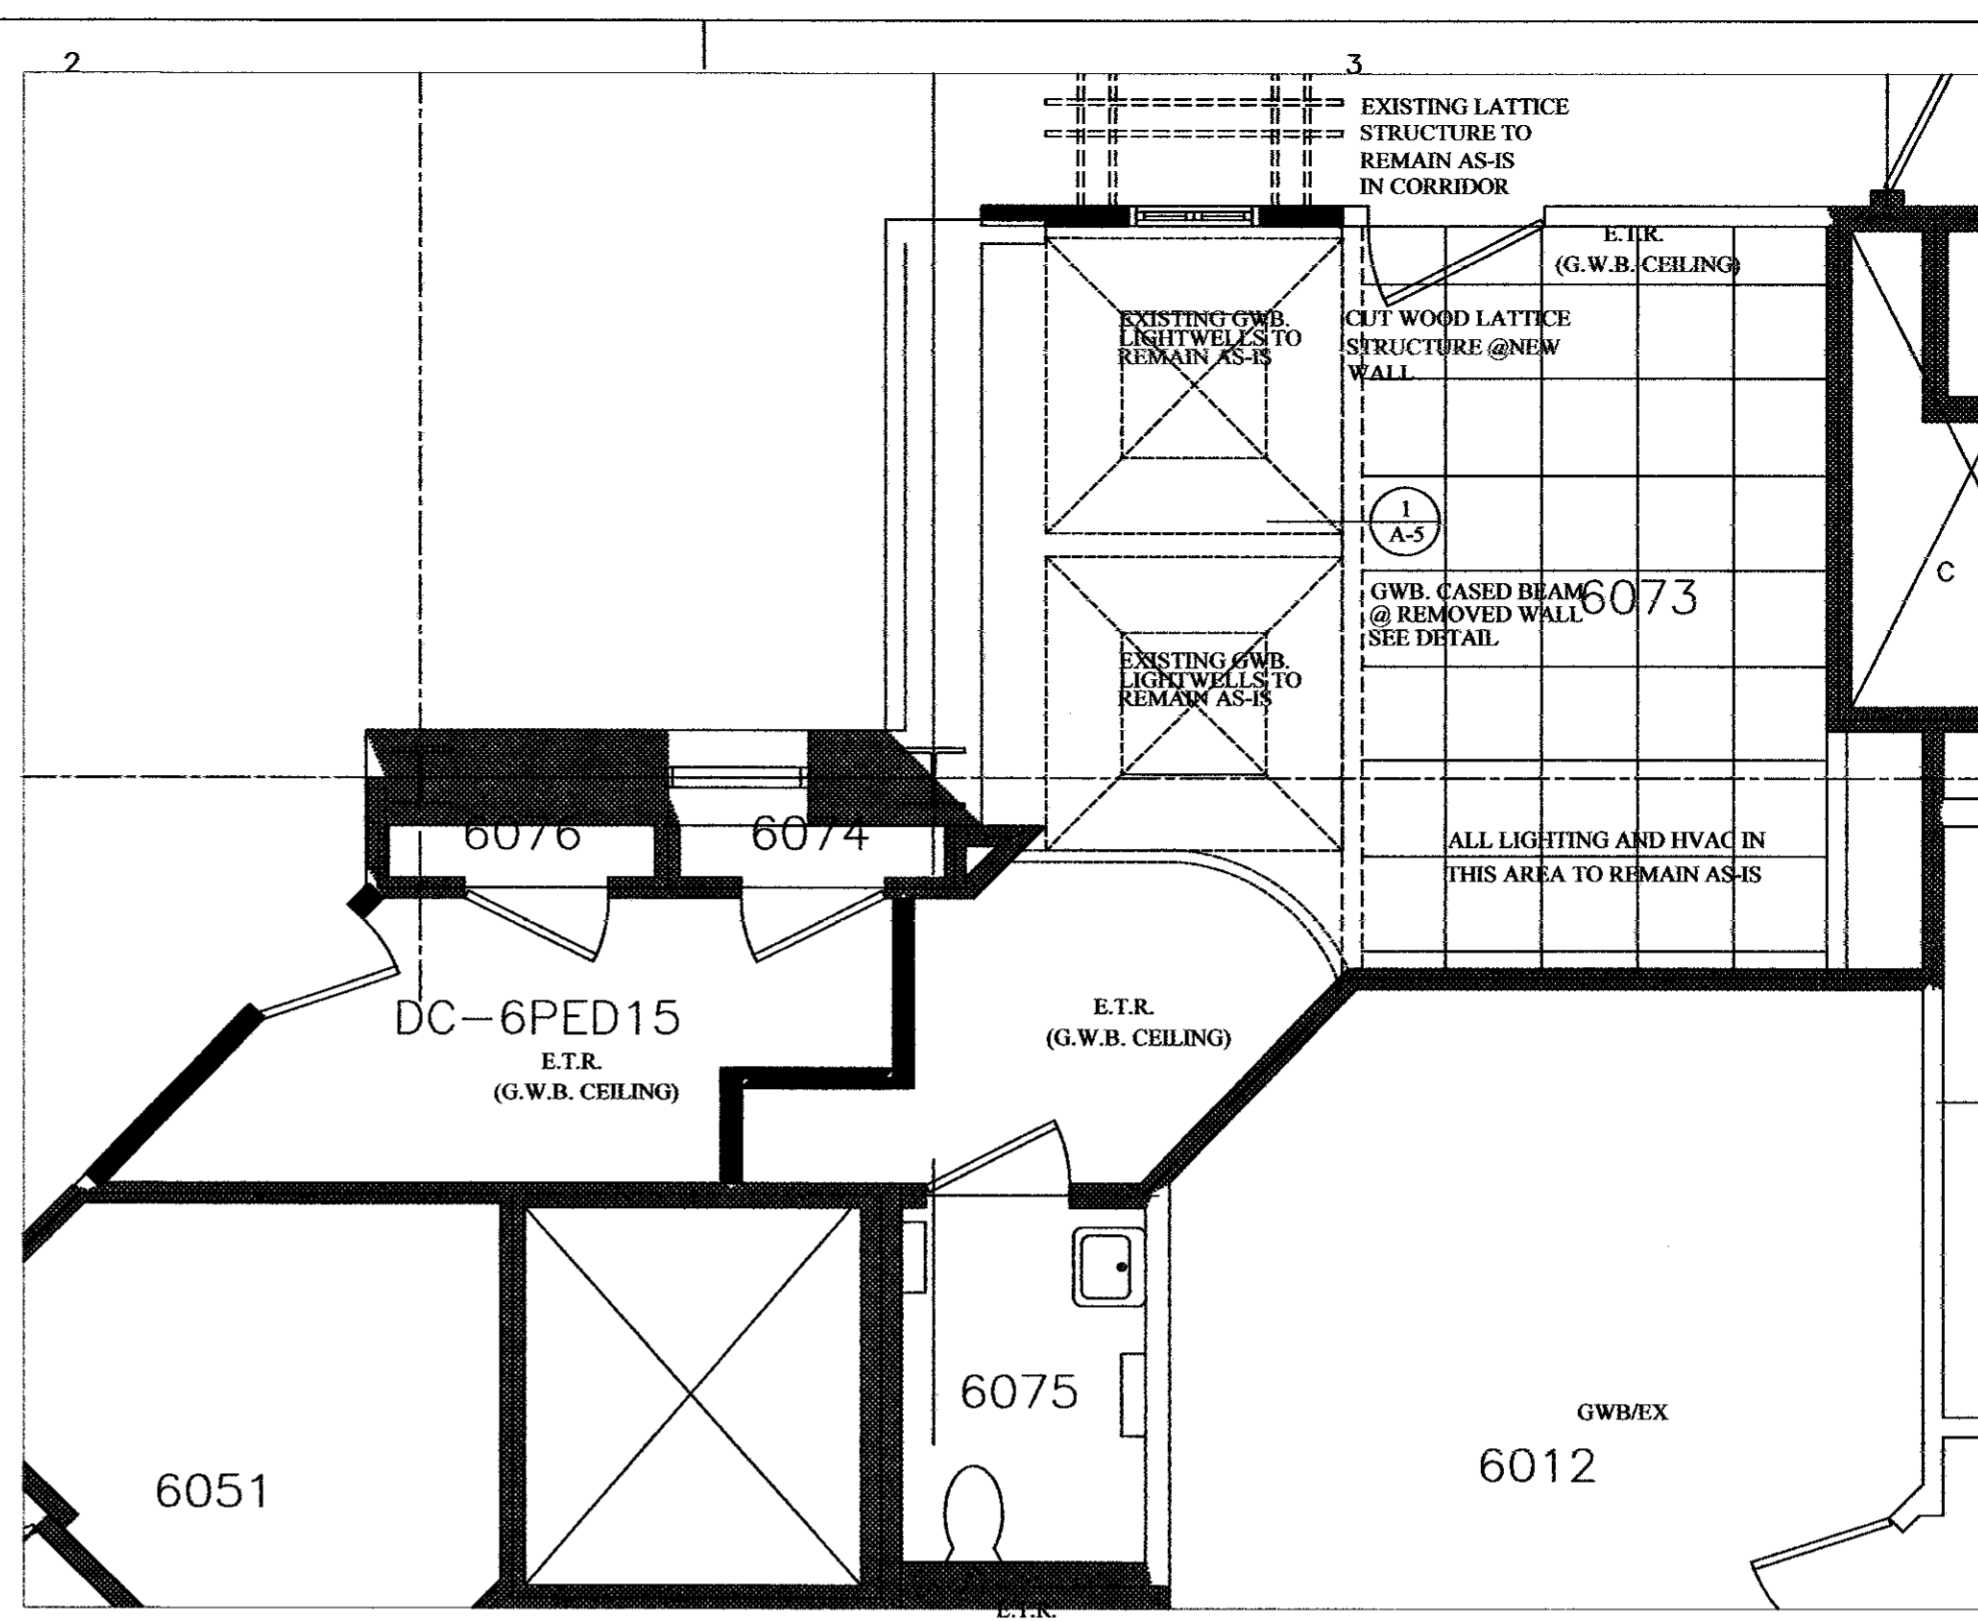 2
3
EXISTING LATTICE
STRUCTURE TO
REMAIN AS-IS
IN CORRIDOR
E.T.R.
(G.W.B. CEILING)
EXISTING GWB.
LIGHTWELLS TO
REMAIN AS-IS
CUT WOOD LATTICE
STRUCTURE @NEW
WALL
1
A-5
C
GWB. CASED BEAM
@ REMOVED WALL
SEE DETAIL
6073
EXISTING GWB.
LIGHTWELLS TO
REMAIN AS-IS
6076
6074
ALL LIGHTING AND HVAC IN
THIS AREA TO REMAIN AS-IS
DC-6PED15
E.T.R.
(G.W.B. CEILING)
E.T.R.
(G.W.B. CEILING)
6075
GWB/EX
6012
6051
E.T.R.